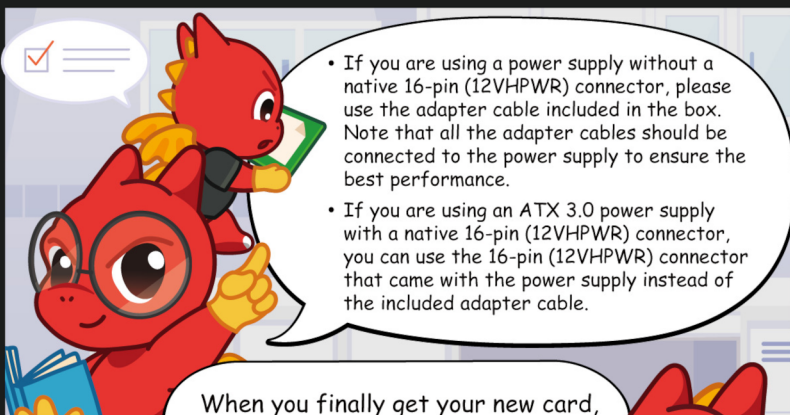 • If you are using a power supply without a
native 16-pin (12VHPWR) connector, please
use the adapter cable included in the box.
Note that all the adapter cables should be
connected to the power supply to ensure the
best performance.
• If you are using an ATX 3.0 power supply
with a native 16-pin (12VHPWR) connector,
you can use the 16-pin (12VHPWR) connector
that came with the power supply instead of
the included adapter cable.
When you finally get your new card,